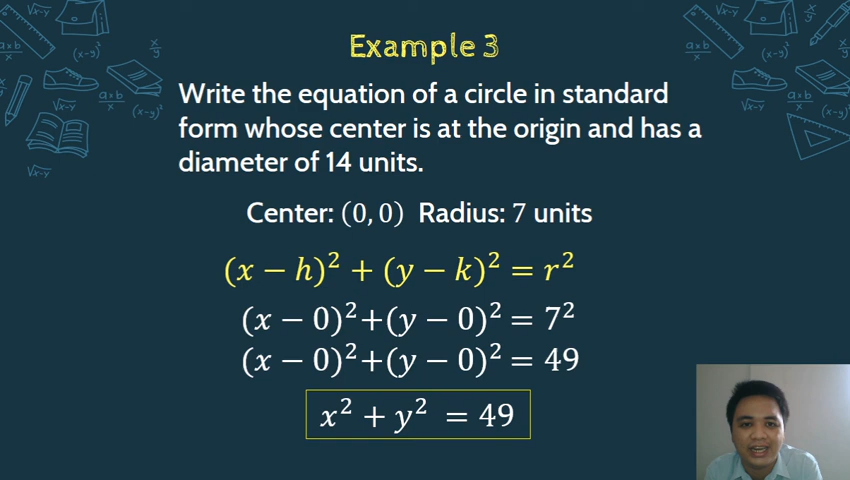 Example 3
Write the equation of a circle in standard
form whose center is at the origin and has a
diameter of 14 units.
Center: (0, 0) Radius: 7 units
(x − h)² + (y − k)² = r²
(x − 0)²+(y − 0)² = 7²
(x − 0)²+(y − 0)² = 49
x² + y² = 49